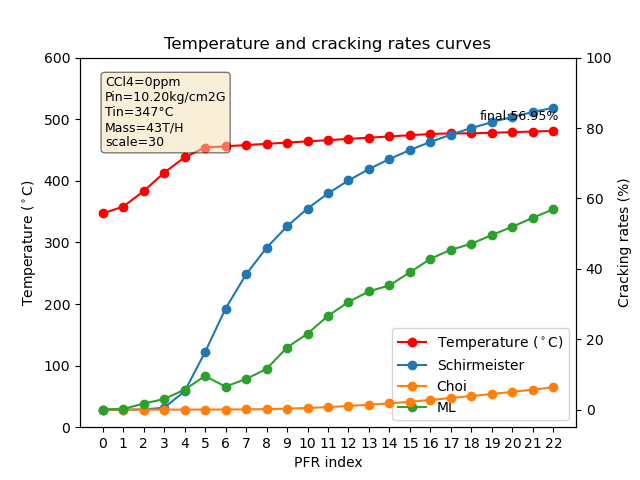 Temperature and cracking rates curves
CCl4=0ppm
Pin=10.20kg/cm2G
Tin=347°C
Mass=43T/H
scale=30
final:56.95%
600
500
400
300
200
100
0
Temperature (°C)
100
80
60
40
20
0
Cracking rates (%)
Temperature (°C)
Schirmeister
Choi
ML
0 1 2 3 4 5 6 7 8 9 10 11 12 13 14 15 16 17 18 19 20 21 22
PFR index